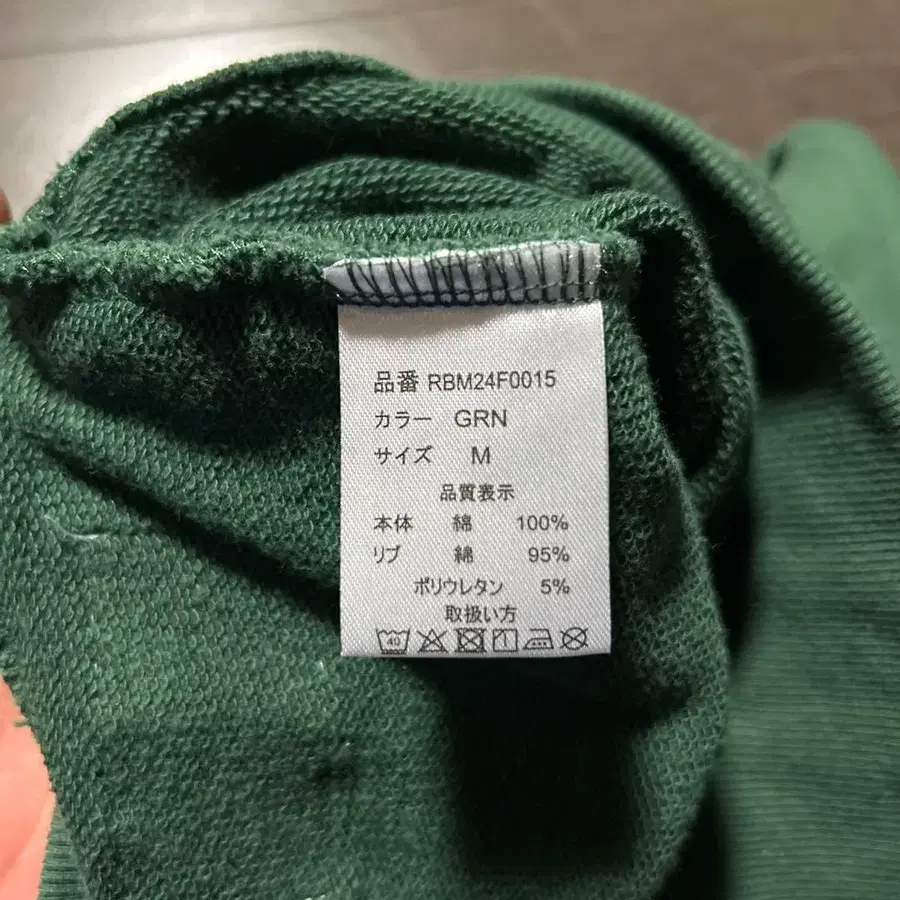 品番 RBM24F0015
カラー GRN
サイズ M
品質表示
本体 綿 100%
リブ 綿 95%
ポリウレタン 5%
取扱い方
40